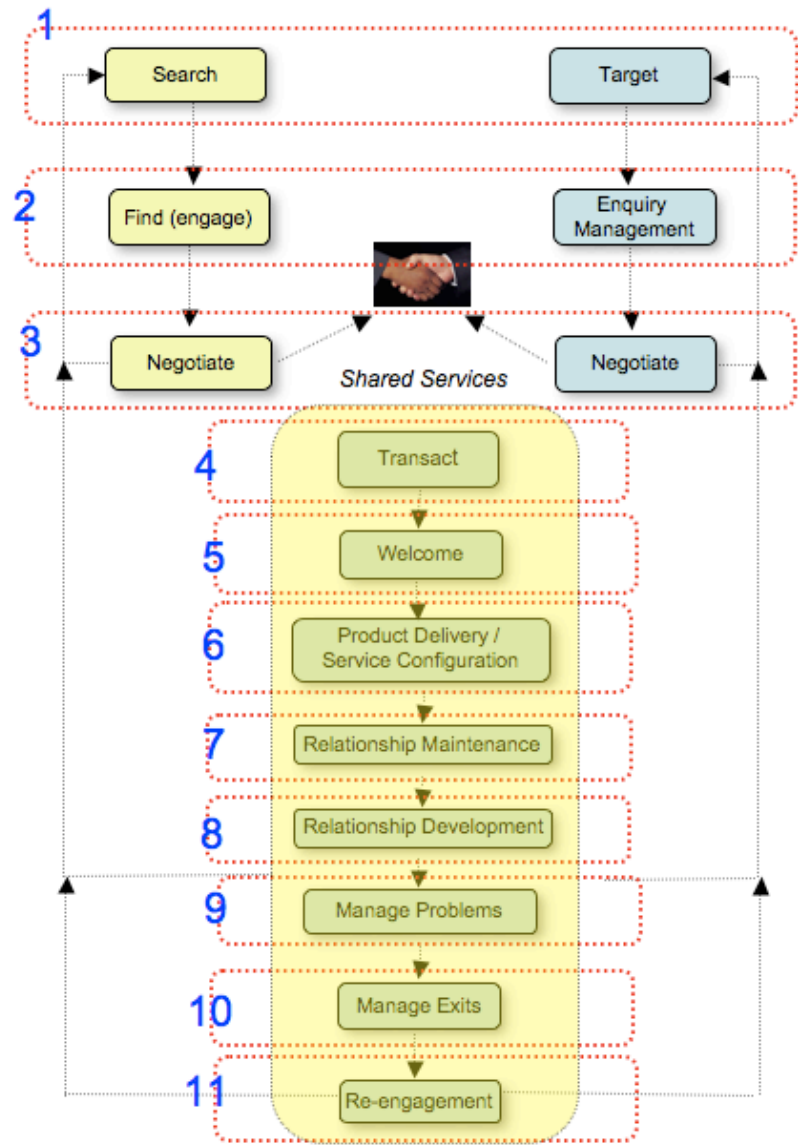 1
Search
Target
2
Find (engage)
Enquiry
Management
3
Negotiate
Negotiate
Shared Services
4
Transact
5
Welcome
6
Product Delivery /
Service Configuration
7
Relationship Maintenance
8
Relationship Development
9
Manage Problems
10
Manage Exits
11
Re-engagement